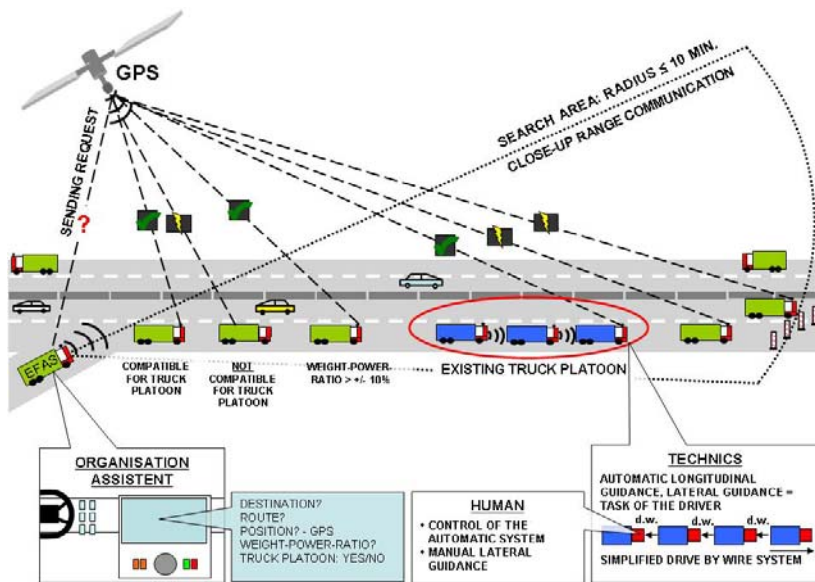 GPS
SENDING REQUEST
?
SEARCH AREA: RADIUS ≤ 10 MIN.
CLOSE-UP RANGE COMMUNICATION
EFAS
COMPATIBLE
FOR TRUCK
PLATOON
NOT
COMPATIBLE
FOR TRUCK
PLATOON
WEIGHT-POWER-
RATIO > +/- 10%
EXISTING TRUCK PLATOON
ORGANISATION
ASSISTENT
DESTINATION?
ROUTE?
POSITION? - GPS
WEIGHT-POWER-RATIO?
TRUCK PLATOON: YES/NO
HUMAN
• CONTROL OF THE
AUTOMATIC SYSTEM
• MANUAL LATERAL
GUIDANCE
TECHNICS
AUTOMATIC LONGITUDINAL
GUIDANCE, LATERAL GUIDANCE =
TASK OF THE DRIVER
d.w. d.w. d.w.
SIMPLIFIED DRIVE BY WIRE SYSTEM